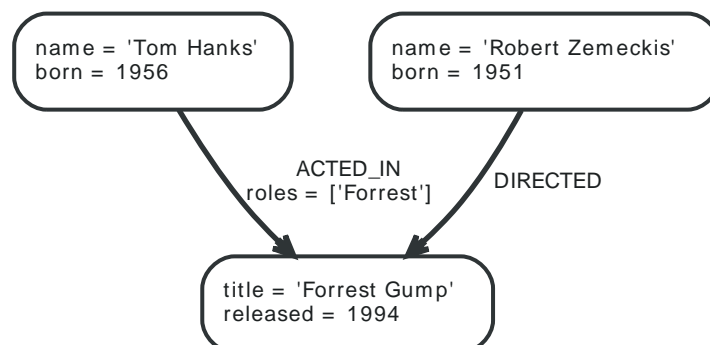 name = 'Tom Hanks'
born = 1956
name = 'Robert Zemeckis'
born = 1951
ACTED_IN
roles = ['Forrest']
DIRECTED
title = 'Forrest Gump'
released = 1994